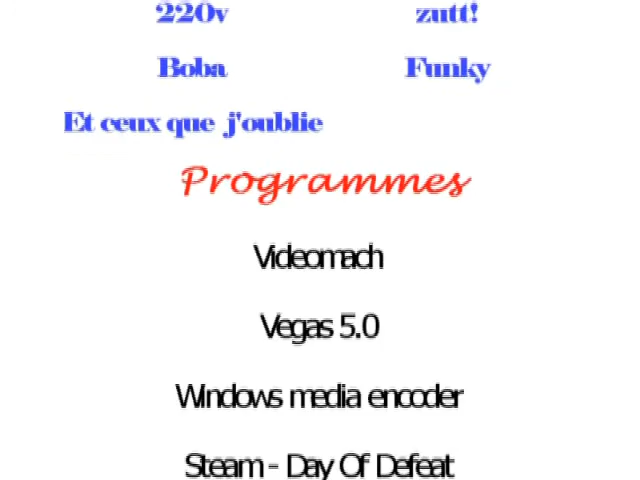 220v zutt!
Boba Funky
Et ceux que j'oublie
Programmes
Videomach
Vegas 5.0
Windows media encoder
Steam - Day Of Defeat